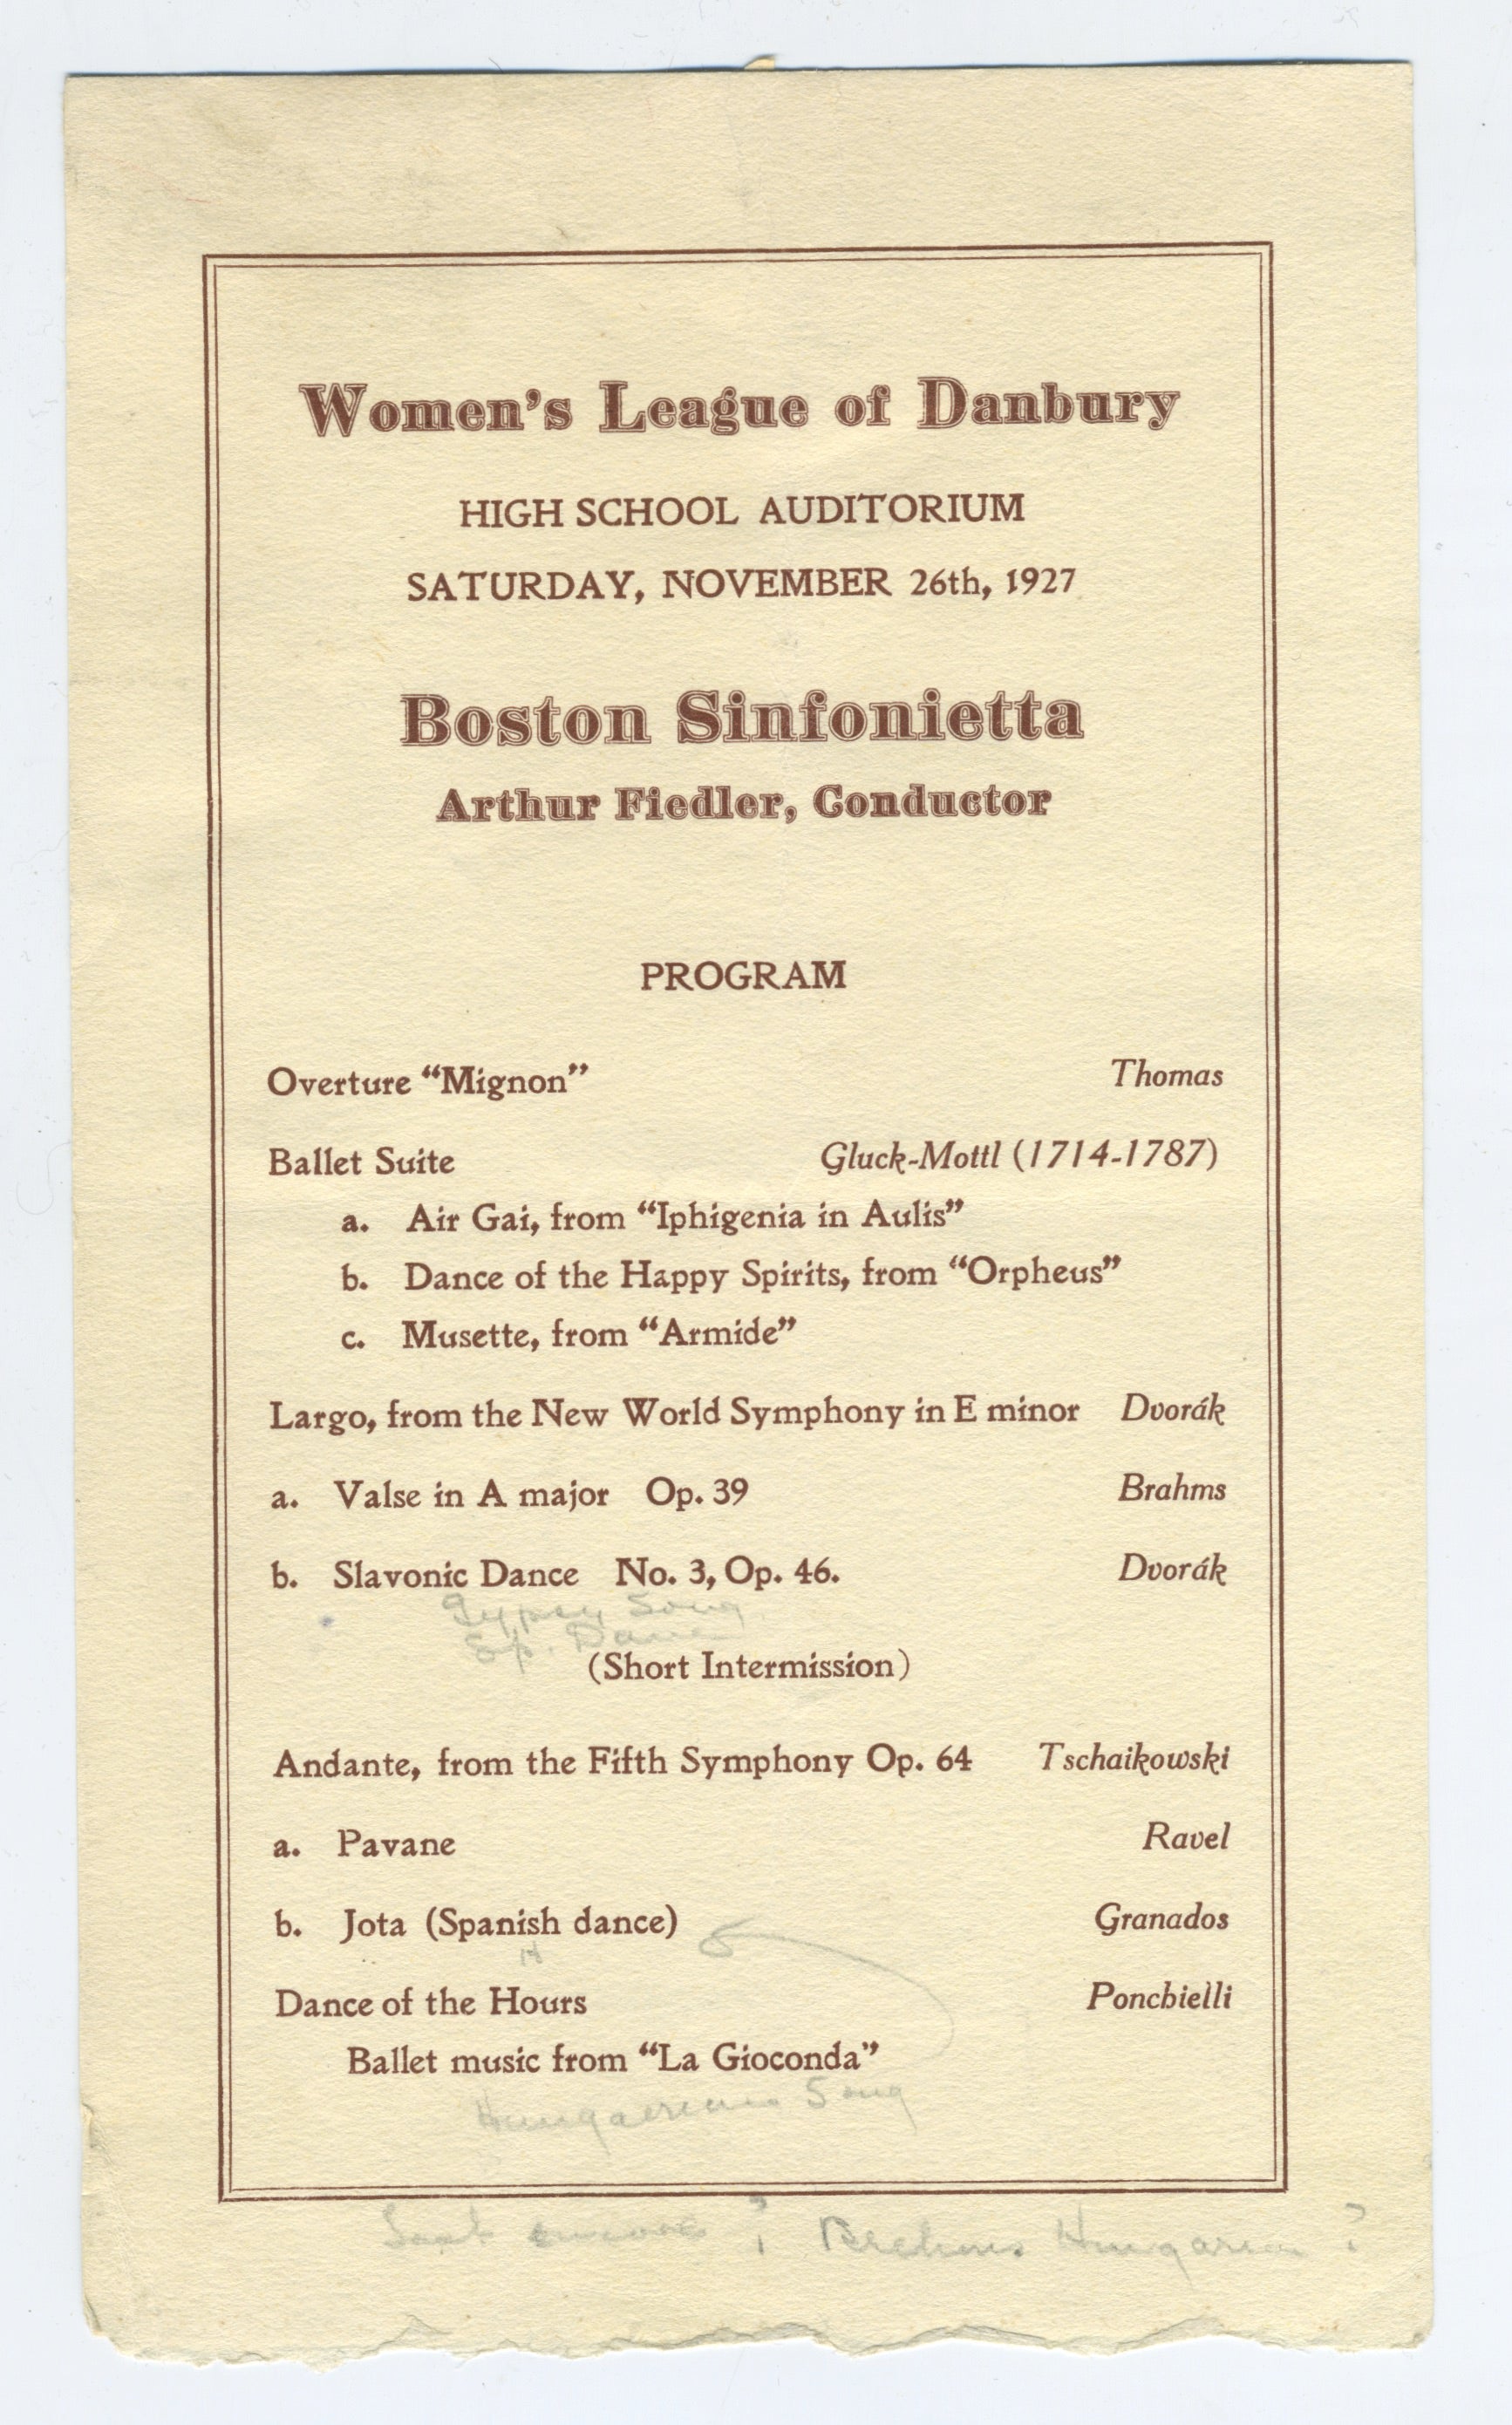 Women's League of Danbury
HIGH SCHOOL AUDITORIUM
SATURDAY, NOVEMBER 26th, 1927
Boston Sinfonietta
Arthur Fiedler, Conductor
PROGRAM
Overture “Mignon” Thomas
Ballet Suite Gluck-Mottl (1714-1787)
a. Air Gai, from “Iphigenia in Aulis”
b. Dance of the Happy Spirits, from “Orpheus”
c. Musette, from “Armide”
Largo, from the New World Symphony in E minor Dvorák
a. Valse in A major Op. 39 Brahms
b. Slavonic Dance No. 3, Op. 46. Dvorák
Gypsy Song
Sp. Dance
(Short Intermission)
Andante, from the Fifth Symphony Op. 64 Tschaikowski
a. Pavane Ravel
b. Jota (Spanish dance) Granados
Dance of the Hours Ponchielli
Ballet music from “La Gioconda”
Song
encore ? Brahms ?